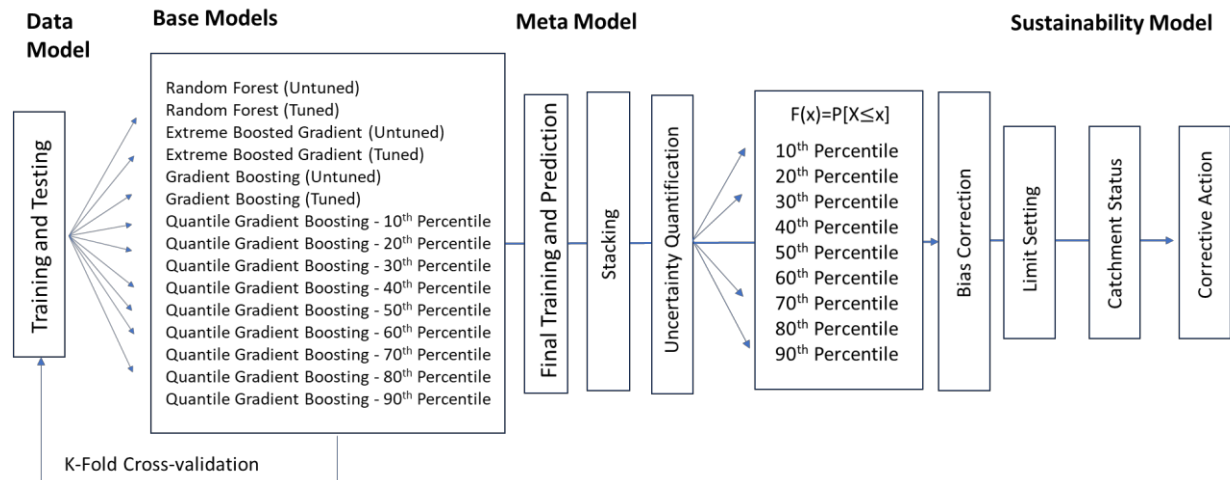 Data
Model
Base Models
Meta Model
Sustainability Model
Training and Testing
Random Forest (Untuned)
Random Forest (Tuned)
Extreme Boosted Gradient (Untuned)
Extreme Boosted Gradient (Tuned)
Gradient Boosting (Untuned)
Gradient Boosting (Tuned)
Quantile Gradient Boosting - 10th Percentile
Quantile Gradient Boosting - 20th Percentile
Quantile Gradient Boosting - 30th Percentile
Quantile Gradient Boosting - 40th Percentile
Quantile Gradient Boosting - 50th Percentile
Quantile Gradient Boosting - 60th Percentile
Quantile Gradient Boosting - 70th Percentile
Quantile Gradient Boosting - 80th Percentile
Quantile Gradient Boosting - 90th Percentile
K-Fold Cross-validation
Final Training and Prediction
Stacking
Uncertainty Quantification
F(x)=P[X≤x]
10th Percentile
20th Percentile
30th Percentile
40th Percentile
50th Percentile
60th Percentile
70th Percentile
80th Percentile
90th Percentile
Bias Correction
Limit Setting
Catchment Status
Corrective Action